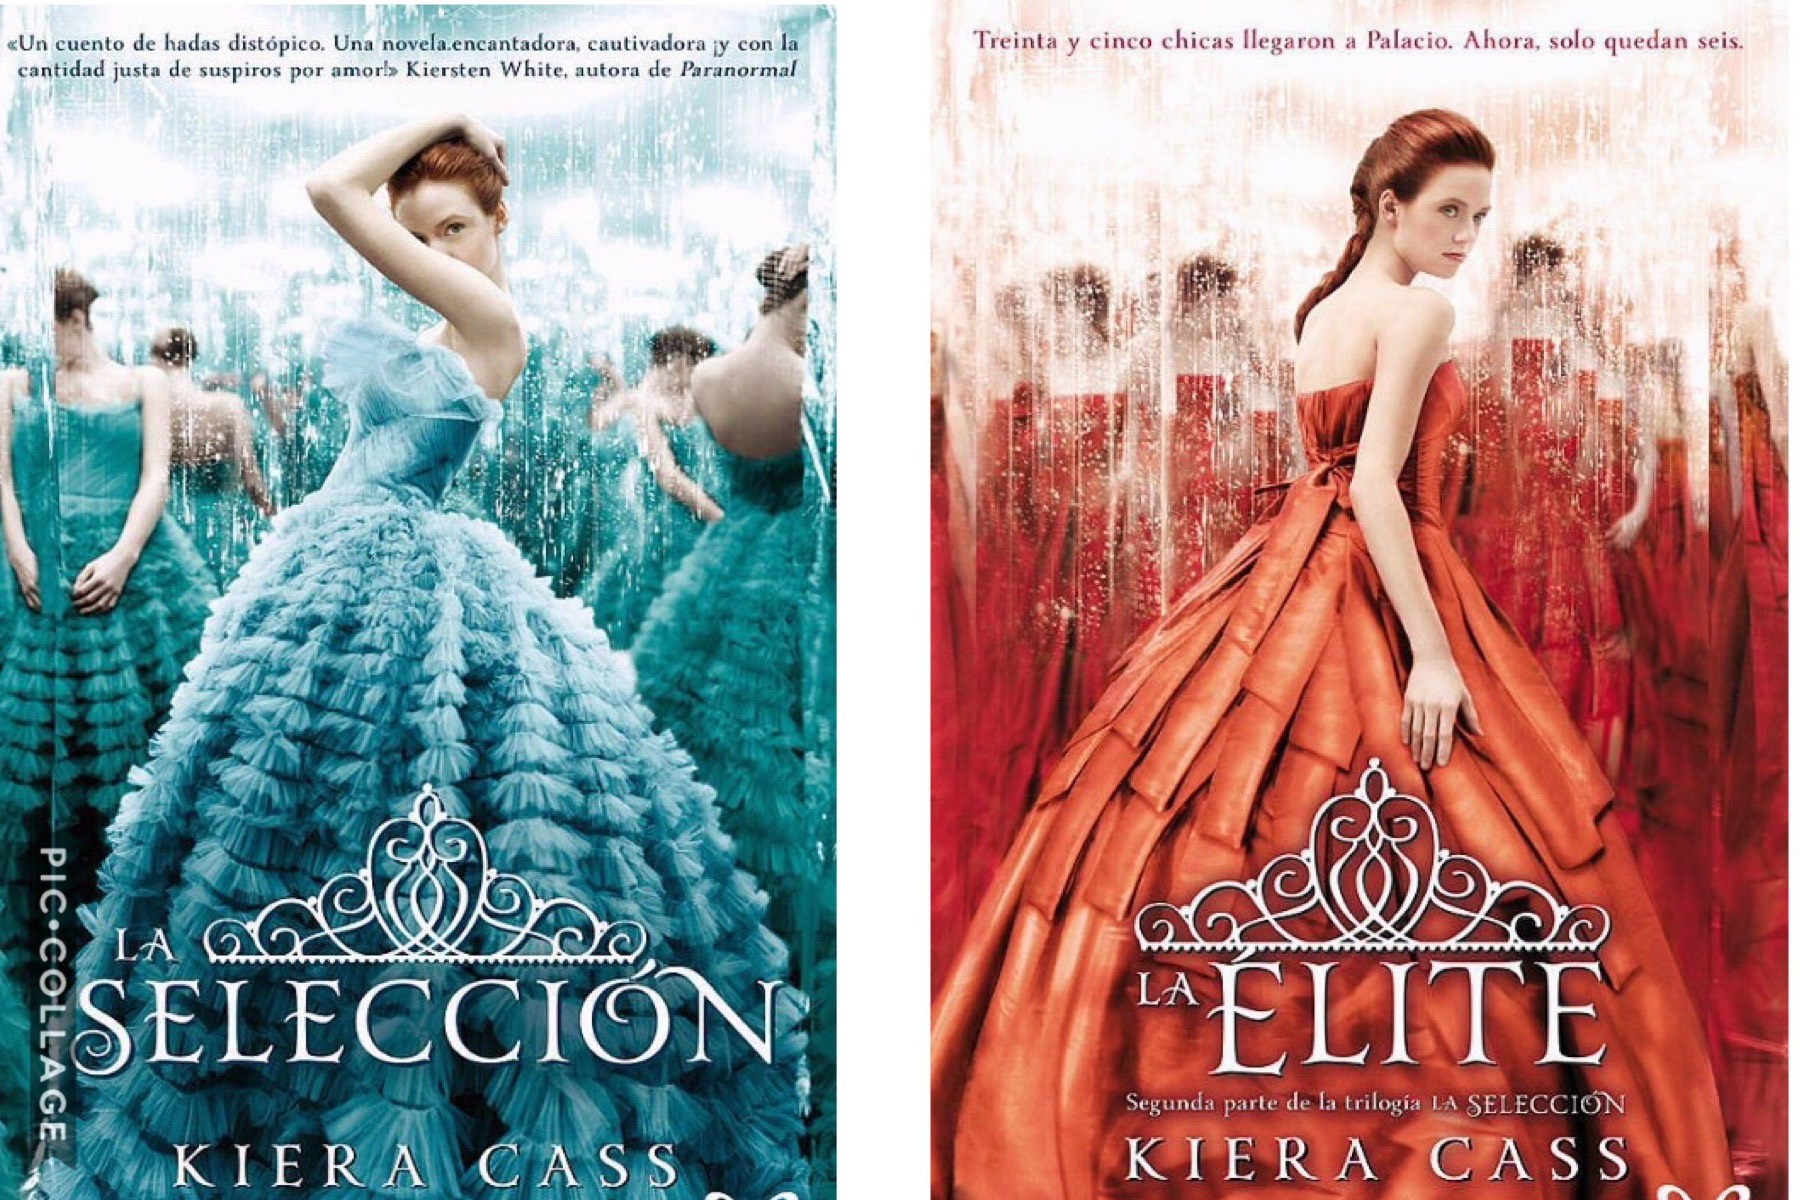 «Un cuento de hadas distópico. Una novela encantadora, cautivadora ¡y con la
cantidad justa de suspiros por amor!» Kiersten White, autora de Paranormal
LA
SELECCIÓN
KIERA CASS
PIC•COLLAGE
Treinta y cinco chicas llegaron a Palacio. Ahora, solo quedan seis.
LA ÉLITE
Segunda parte de la trilogía LA SELECCIÓN
KIERA CASS